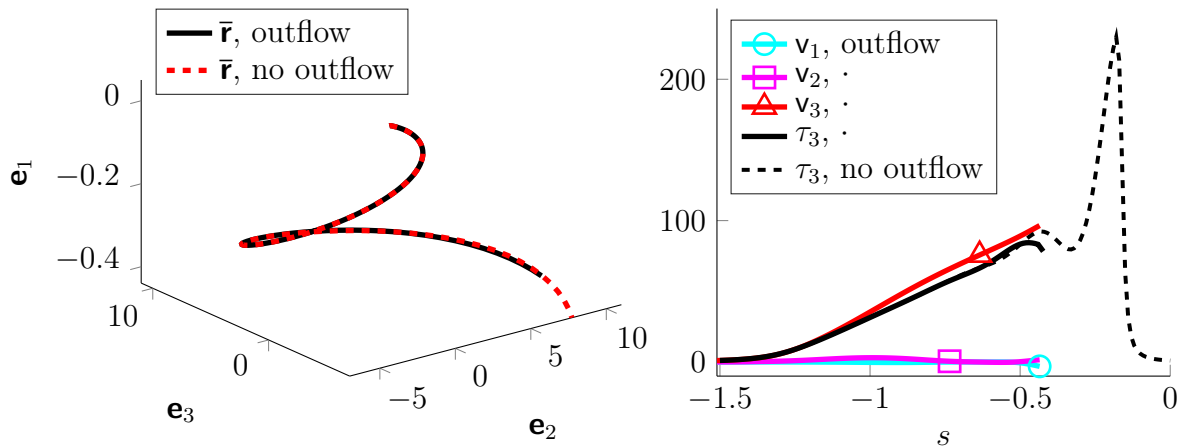 r̄, outflow
r̄, no outflow
0
−0.2
−0.4
e₁
10
0
e₃
−5
0
5
10
e₂
v₁, outflow
v₂, ·
v₃, ·
τ₃, ·
τ₃, no outflow
200
100
0
−1.5
−1
−0.5
0
s